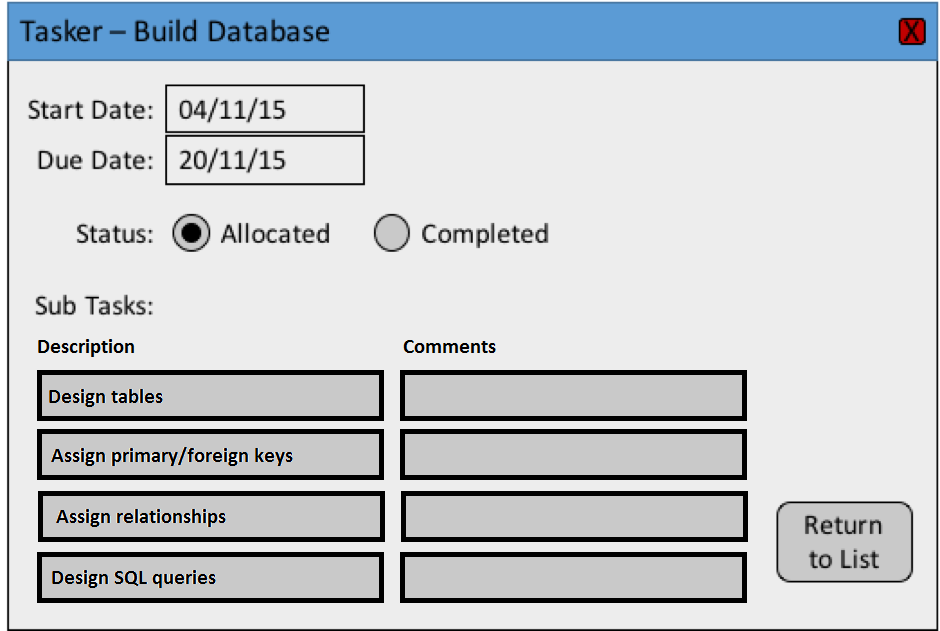 Tasker – Build Database
X
Start Date: 04/11/15
Due Date: 20/11/15
Status: Allocated Completed
Sub Tasks:
Description Comments
Design tables
Assign primary/foreign keys
Assign relationships
Design SQL queries
Return
to List